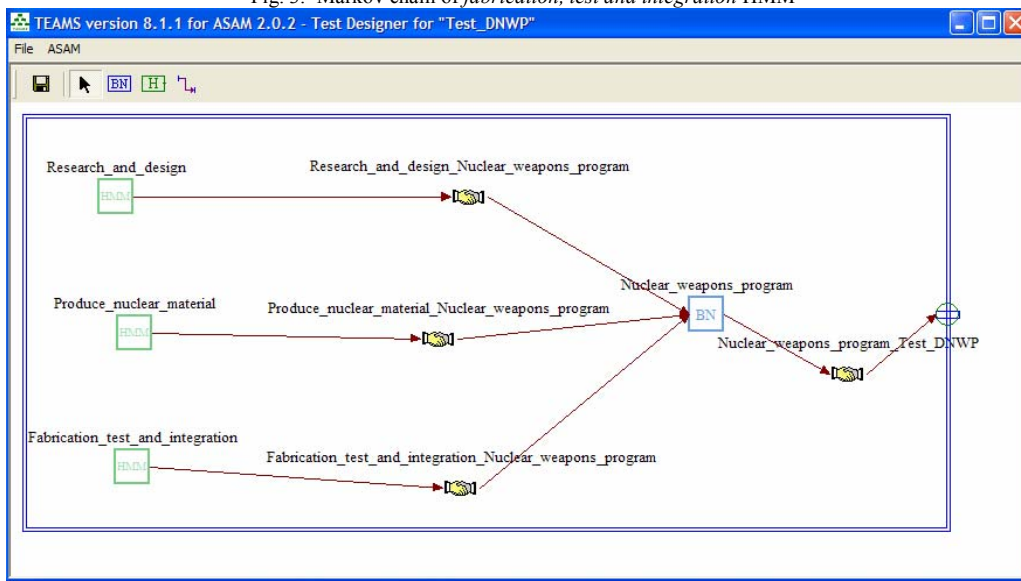 Fig. 3. Markov chain of fabrication, test and integration HMM
TEAMS version 8.1.1 for ASAM 2.0.2 - Test Designer for "Test_DNWP"
File ASAM
BN H
Research_and_design
Research_and_design_Nuclear_weapons_program
HMM
Nuclear_weapons_program
Produce_nuclear_material
Produce_nuclear_material_Nuclear_weapons_program
HMM
BN
Nuclear_weapons_program_Test_DNWP
Fabrication_test_and_integration
Fabrication_test_and_integration_Nuclear_weapons_program
HMM